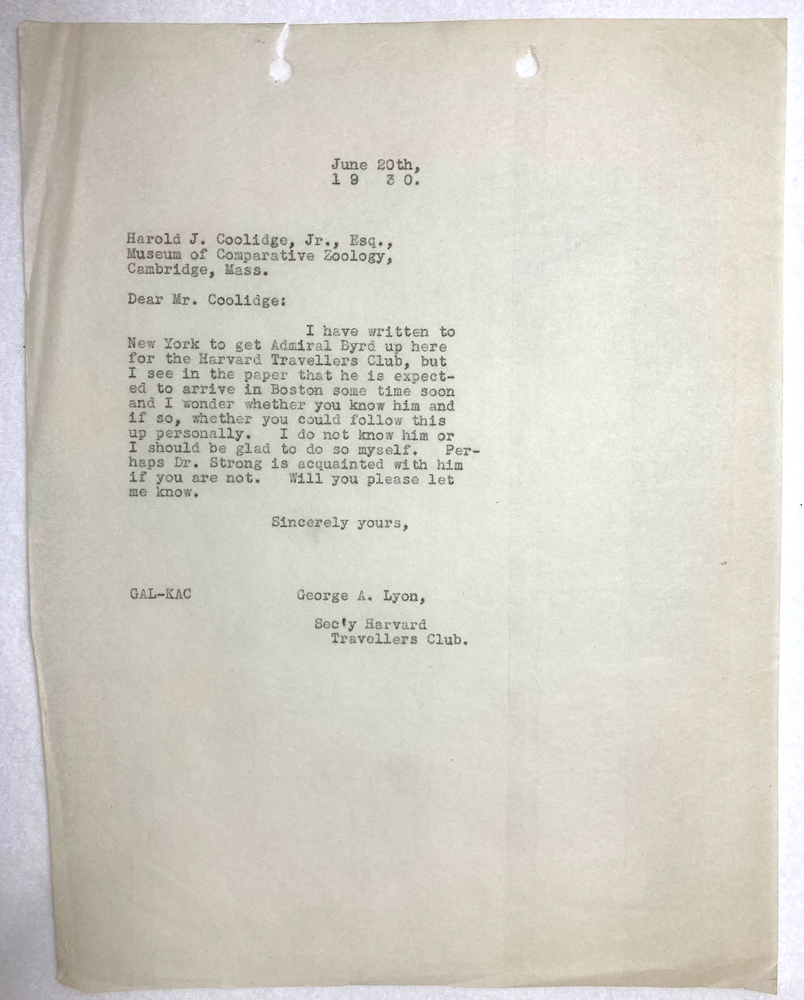 June 20th,
19 30.
Harold J. Coolidge, Jr., Esq.,
Museum of Comparative Zoology,
Cambridge, Mass.
Dear Mr. Coolidge:
I have written to
New York to get Admiral Byrd up here
for the Harvard Travellers Club, but
I see in the paper that he is expect-
ed to arrive in Boston some time soon
and I wonder whether you know him and
if so, whether you could follow this
up personally. I do not know him or
I should be glad to do so myself. Per-
haps Dr. Strong is acquainted with him
if you are not. Will you please let
me know.
Sincerely yours,
GAL-KAC George A. Lyon,
Sec'y Harvard
Travellers Club.